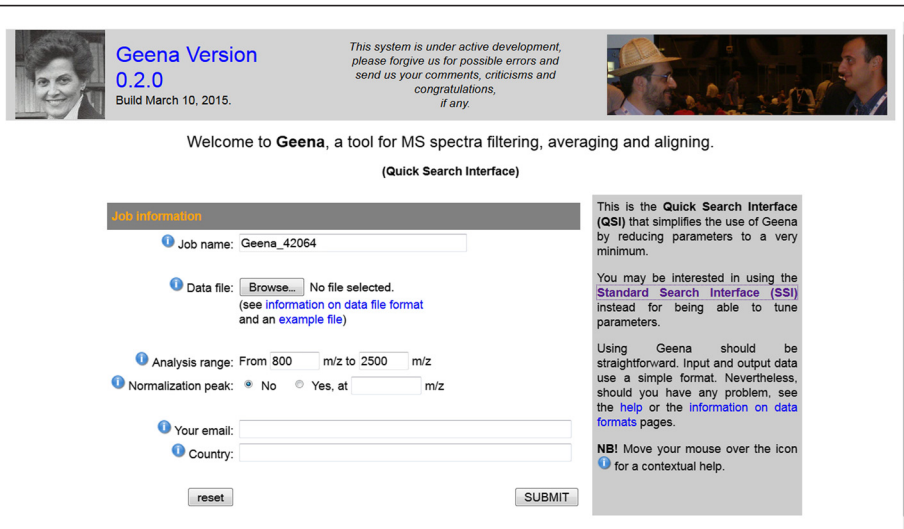 Geena Version
0.2.0
Build March 10, 2015.
This system is under active development,
please forgive us for possible errors and
send us your comments, criticisms and
congratulations,
if any.
Welcome to Geena, a tool for MS spectra filtering, averaging and aligning.
(Quick Search Interface)
Job information
Job name: Geena_42064
Data file: Browse... No file selected.
(see information on data file format
and an example file)
Analysis range: From 800 m/z to 2500 m/z
Normalization peak: No Yes, at m/z
Your email:
Country:
reset SUBMIT
This is the Quick Search Interface
(QSI) that simplifies the use of Geena
by reducing parameters to a very
minimum.
You may be interested in using the
Standard Search Interface (SSI)
instead for being able to tune
parameters.
Using Geena should be
straightforward. Input and output data
use a simple format. Nevertheless,
should you have any problem, see
the help or the information on data
formats pages.
NB! Move your mouse over the icon
for a contextual help.